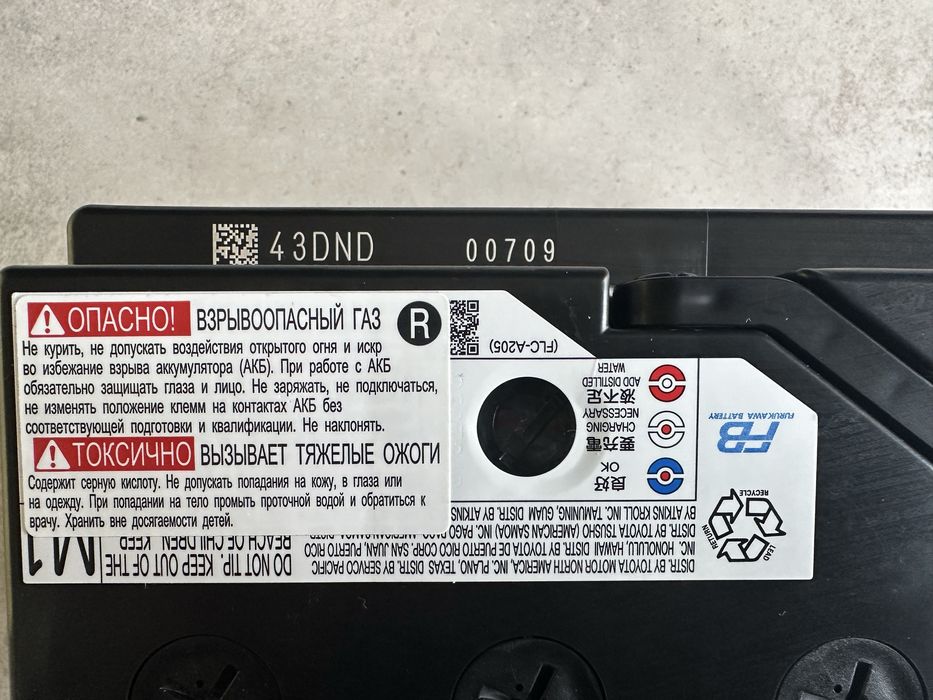 43DND 00709
ОПАСНО! ВЗРЫВООПАСНЫЙ ГАЗ R
Не курить, не допускать воздействия открытого огня и искр
во избежание взрыва аккумулятора (АКБ). При работе с АКБ
обязательно защищать глаза и лицо. Не заряжать, не подключаться,
не изменять положение клемм на контактах АКБ без
соответствующей подготовки и квалификации. Не наклонять.
ТОКСИЧНО ВЫЗЫВАЕТ ТЯЖЕЛЫЕ ОЖОГИ
Содержит серную кислоту. Не допускать попадания на кожу, в глаза или
на одежду. При попадании на тело промыть проточной водой и обратиться к
врачу. Хранить вне досягаемости детей.
(FLC-A205)
良好
OK
要充電
CHARGING
NECESSARY
液不足
ADD DISTILLED
WATER
FB
FURUKAWA BATTERY
LEAD
RETURN
RECYCLE
DISTR. BY TOYOTA MOTOR NORTH AMERICA, INC. PLANO, TEXAS, DISTR. BY SERVCO PACIFIC
INC. HONOLULU, HAWAII, DISTR. BY TOYOTA DE PUERTO RICO CORP. SAN JUAN, PUERTO RICO
DISTR. BY TOYOTA TSUSHO (AMERICAN) SAMOA) INC. PAGO PAGO, AMERICAN SAMOA, DISTR.
BY ATKINS KROLL INC. TAMUNING, GUAM, DISTR. BY ATKINS
DO NOT TIP. KEEP OUT OF THE
REACH OF CHILDREN. KEEP
M1